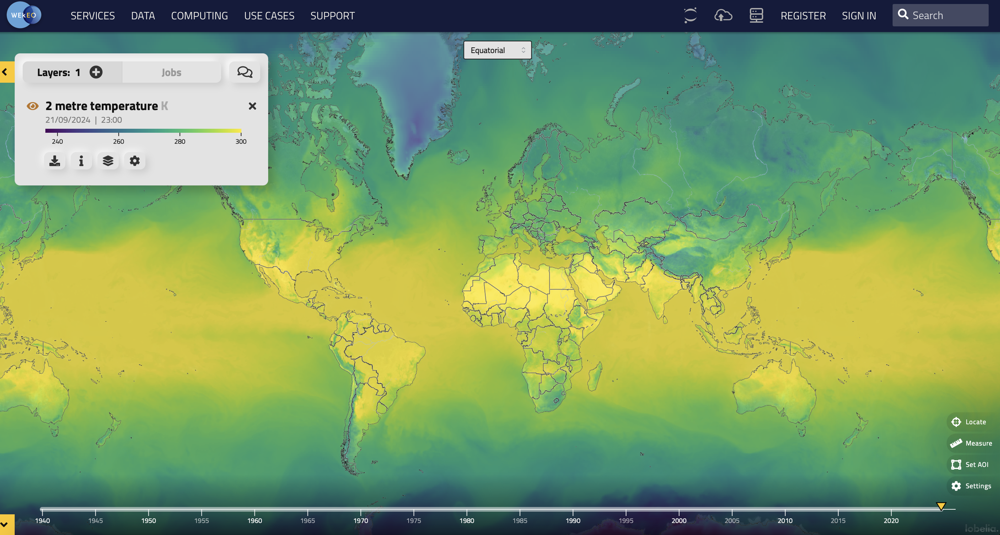 WEkEO
SERVICES DATA COMPUTING USE CASES SUPPORT
REGISTER SIGN IN Search
Equatorial
Layers: 1 Jobs
2 metre temperature K
21/09/2024 | 23:00
240 260 280 300
Locate
Measure
Set AOI
Settings
1940 1945 1950 1955 1960 1965 1970 1975 1980 1985 1990 1995 2000 2005 2010 2015 2020
lobelia.